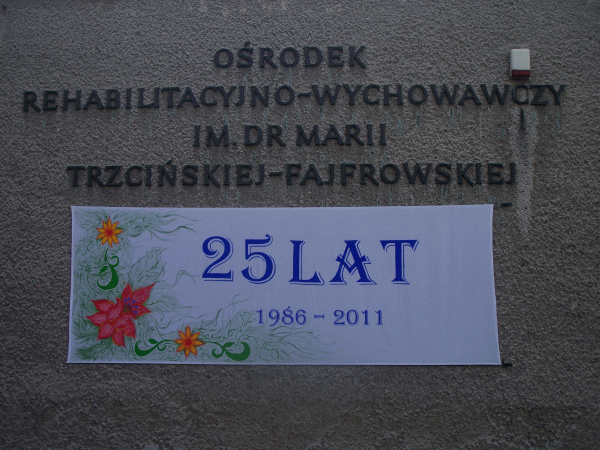 OŚRODEK
REHABILITACYJNO-WYCHOWAWCZY
IM. DR MARII
TRZCIŃSKIEJ-FAJFROWSKIEJ
25 LAT
1986 - 2011